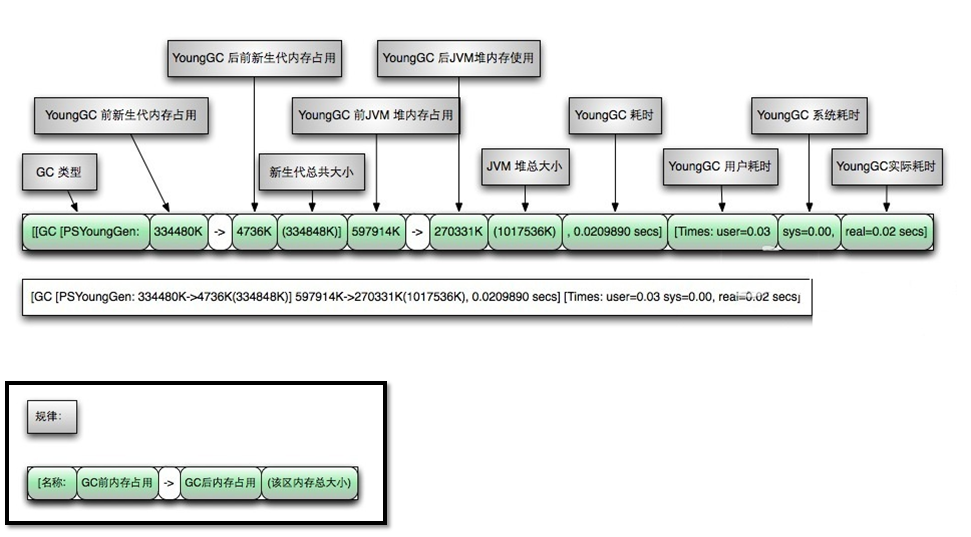 YoungGC 后前新生代内存占用
YoungGC 后JVM堆内存使用
YoungGC 前新生代内存占用
YoungGC 前JVM 堆内存占用
YoungGC 耗时
YoungGC 系统耗时
GC 类型
新生代总共大小
JVM 堆总大小
YoungGC 用户耗时
YoungGC实际耗时
[[GC [PSYoungGen: 334480K -> 4736K (334848K)] 597914K -> 270331K (1017536K) , 0.0209890 secs] [Times: user=0.03 sys=0.00, real=0.02 secs]
[GC [PSYoungGen: 334480K->4736K(334848K)] 597914K->270331K(1017536K), 0.0209890 secs] [Times: user=0.03 sys=0.00, real=0.02 secs]
规律：
[名称: GC前内存占用 -> GC后内存占用 (该区内存总大小)